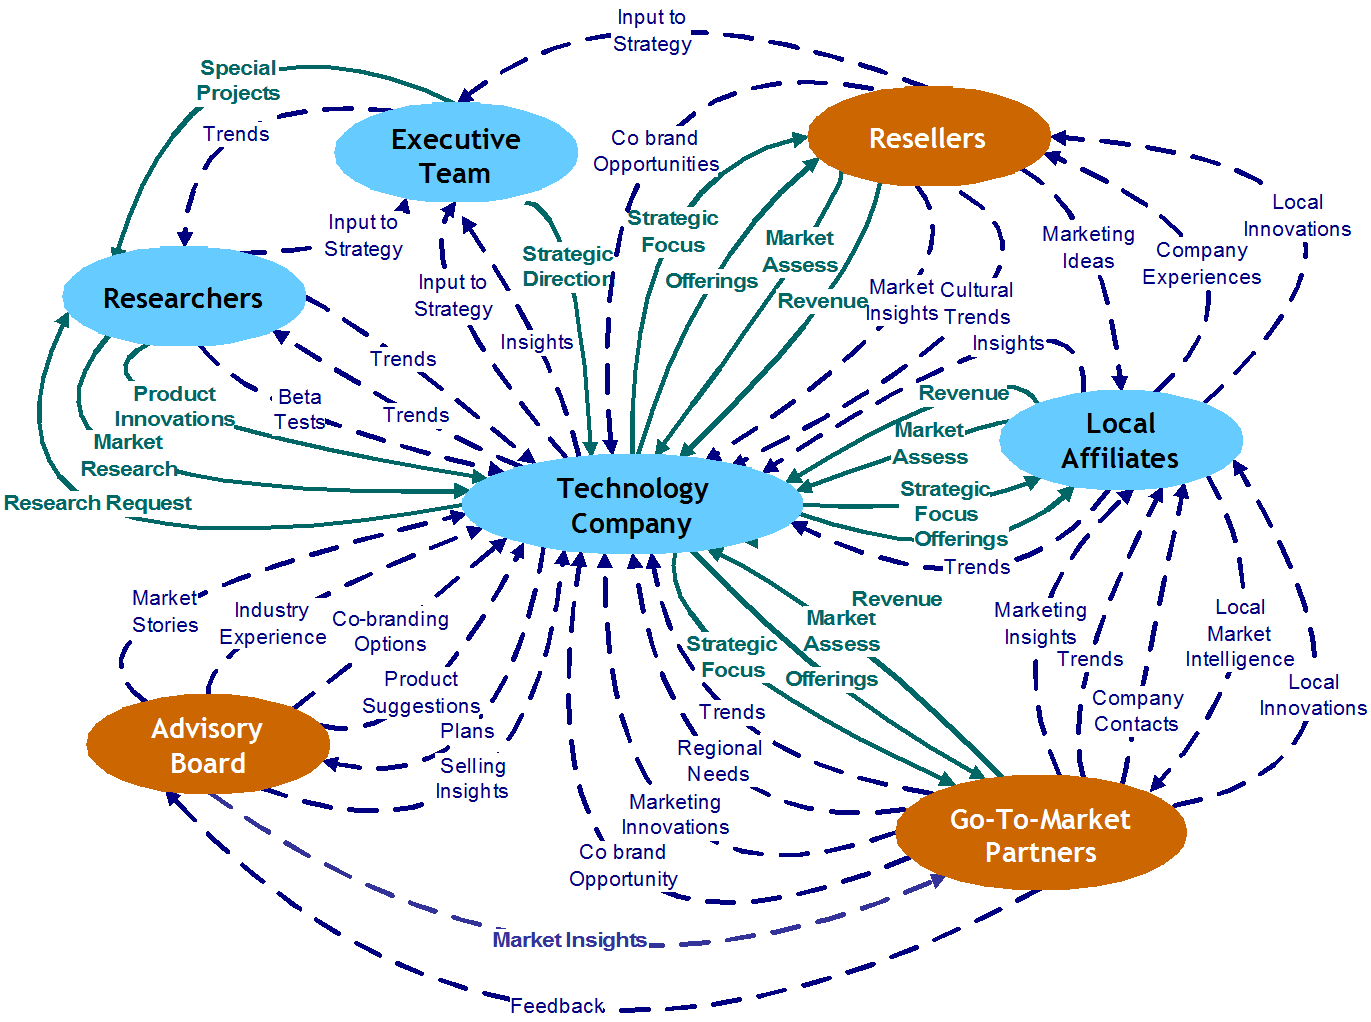 Input to
Strategy
Special
Projects
Trends
Executive
Team
Co brand
Opportunities
Resellers
Input to
Strategy
Strategic
Focus
Market
Assess
Offerings
Revenue
Strategic
Direction
Marketing
Ideas
Company
Experiences
Local
Innovations
Researchers
Input to
Strategy
Insights
Market
Insights
Cultural
Trends
Insights
Trends
Trends
Beta
Tests
Product
Innovations
Market
Research
Research Request
Revenue
Market
Assess
Local
Affiliates
Strategic
Focus
Offerings
Trends
Technology
Company
Market
Stories
Industry
Experience
Co-branding
Options
Product
Suggestions
Plans
Selling
Insights
Advisory
Board
Revenue
Market
Assess
Strategic
Focus
Offerings
Trends
Regional
Needs
Marketing
Innovations
Co brand
Opportunity
Marketing
Insights
Trends
Company
Contacts
Local
Market
Intelligence
Local
Innovations
Go-To-Market
Partners
Market Insights
Feedback